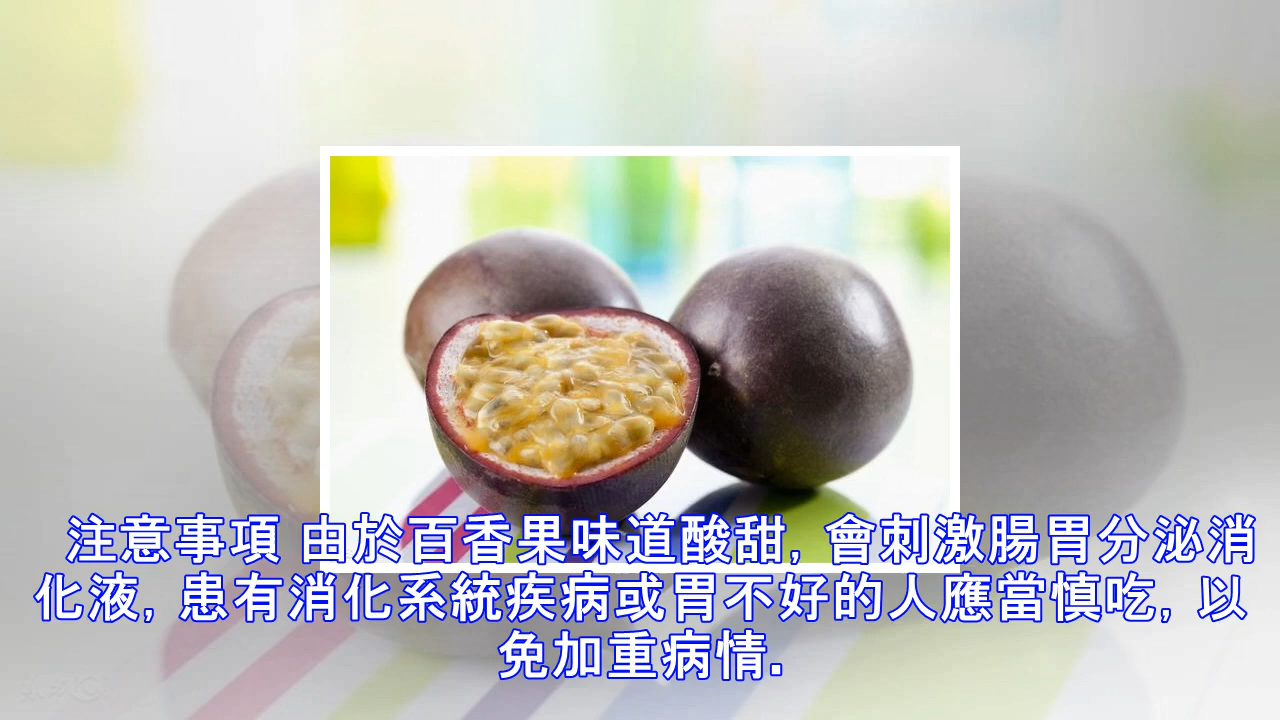 注意事項 由於百香果味道酸甜, 會刺激腸胃分泌消
化液, 患有消化系統疾病或胃不好的人應當慎吃, 以
免加重病情.